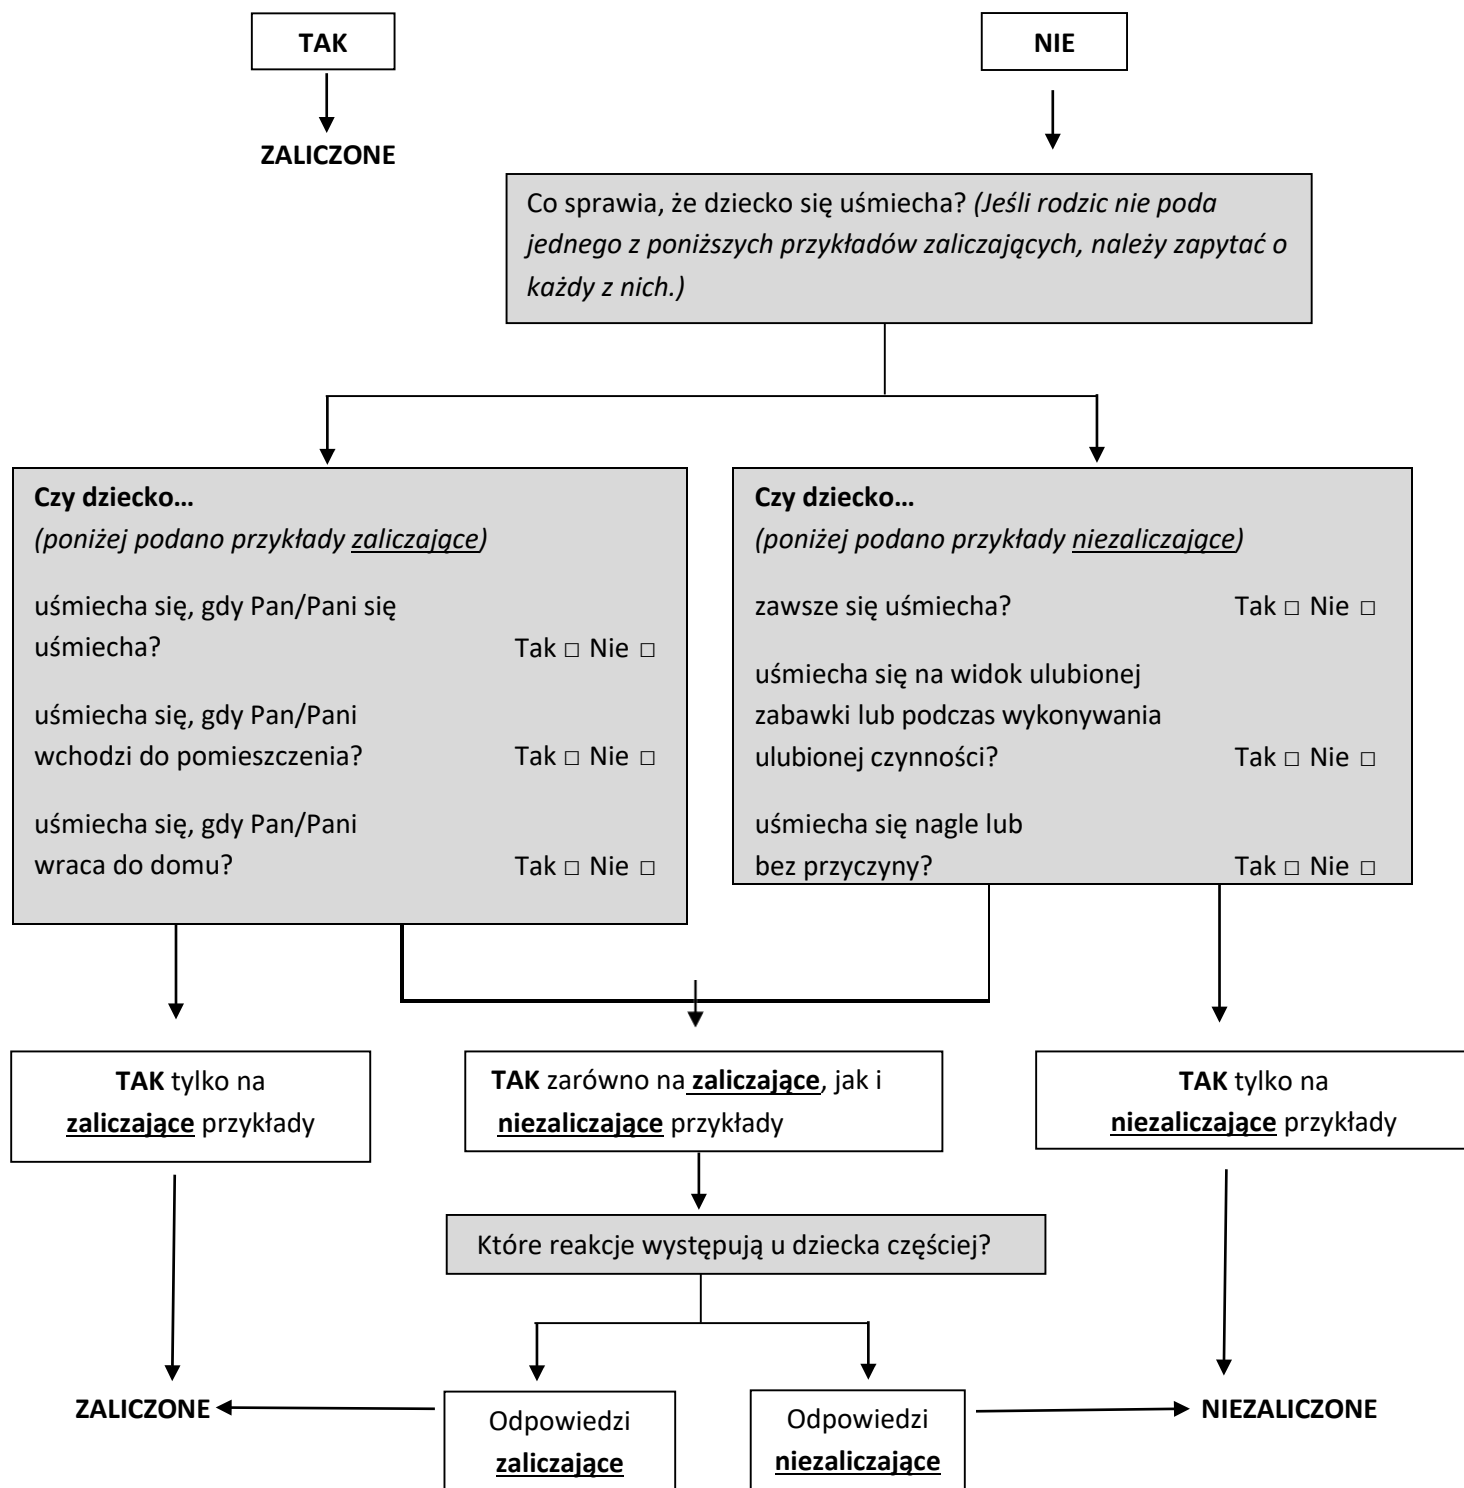 TAK
NIE
ZALICZONE
Co sprawia, że dziecko się uśmiecha? (Jeśli rodzic nie poda
jednego z poniższych przykładów zaliczających, należy zapytać o
każdy z nich.)
Czy dziecko...
(poniżej podano przykłady zaliczające)
uśmiecha się, gdy Pan/Pani się
uśmiecha? Tak □ Nie □
uśmiecha się, gdy Pan/Pani
wchodzi do pomieszczenia? Tak □ Nie □
uśmiecha się, gdy Pan/Pani
wraca do domu? Tak □ Nie □
Czy dziecko...
(poniżej podano przykłady niezaliczające)
zawsze się uśmiecha? Tak □ Nie □
uśmiecha się na widok ulubionej
zabawki lub podczas wykonywania
ulubionej czynności? Tak □ Nie □
uśmiecha się nagle lub
bez przyczyny? Tak □ Nie □
TAK tylko na
zaliczające przykłady
TAK zarówno na zaliczające, jak i
niezaliczające przykłady
TAK tylko na
niezaliczające przykłady
Które reakcje występują u dziecka częściej?
ZALICZONE
Odpowiedzi
zaliczające
Odpowiedzi
niezaliczające
NIEZALICZONE